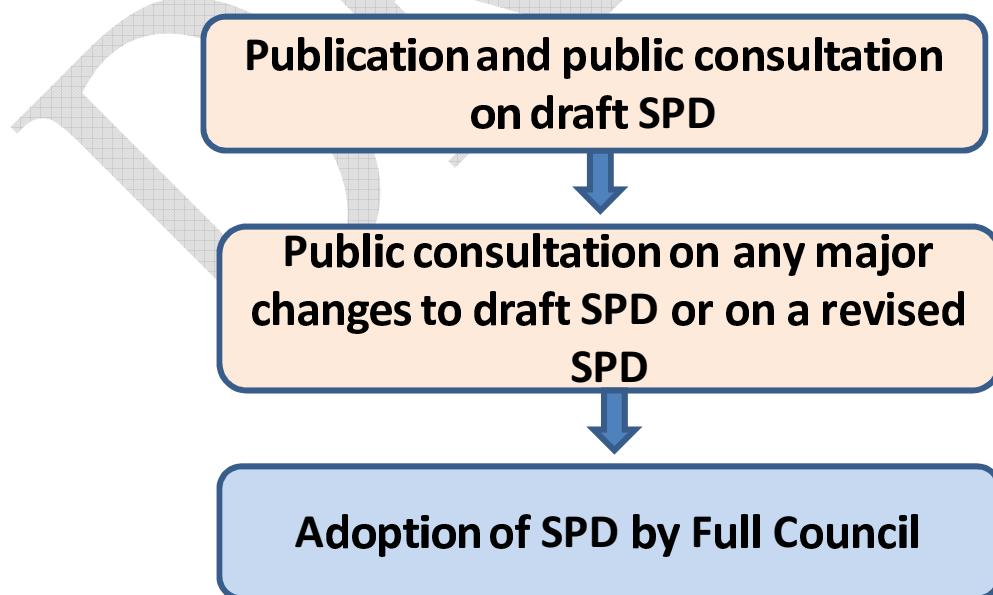 Publication and public consultation
on draft SPD
Public consultation on any major
changes to draft SPD or on a revised
SPD
Adoption of SPD by Full Council